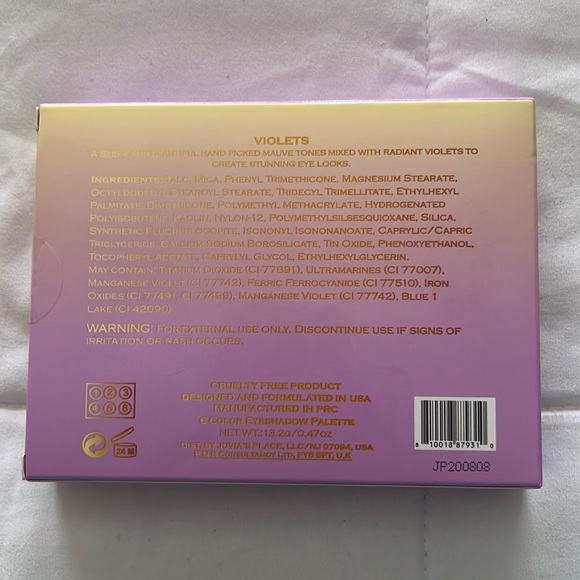 VIOLETS
A BEAUTIFUL HAND PICKED MAUVE TONES MIXED WITH RADIANT VIOLETS TO
CREATE STUNNING EYE LOOKS.
INGREDIENTS: TALC, MICA, PHENYL TRIMETHICONE, MAGNESIUM STEARATE,
OCTYLDODECYL STEAROYL STEARATE, TRIDECYL TRIMELLITATE, ETHYLHEXYL
PALMITATE, DIMETHICONE, POLYMETHYL METHACRYLATE, HYDROGENATED
POLYISOBUTENE, KAOLIN, NYLON-12, POLYMETHYLSILSESQUIOXANE, SILICA,
SYNTHETIC FLUORPHLOGOPITE, ISONONYL ISONONANOATE, CAPRYLIC/CAPRIC
TRIGLYCERIDE, CALCIUM SODIUM BOROSILICATE, TIN OXIDE, PHENOXYETHANOL,
TOCOPHERYL ACETATE, CAPRYLYL GLYCOL, ETHYLHEXYLGLYCERIN.
MAY CONTAIN: TITANIUM DIOXIDE (CI 77891), ULTRAMARINES (CI 77007),
MANGANESE VIOLET (CI 77742), FERRIC FERROCYANIDE (CI 77510), IRON
OXIDES (CI 77491, CI 77499), MANGANESE VIOLET (CI 77742), BLUE 1
LAKE (CI 42090)
WARNING: FOR EXTERNAL USE ONLY. DISCONTINUE USE IF SIGNS OF
IRRITATION OR RASH OCCURS.
1 2 3
4 5 6
24 M
CRUELTY FREE PRODUCT
DESIGNED AND FORMULATED IN USA
MANUFACTURED IN PRC
6 COLOR EYESHADOW PALETTE
NET WT: 13.2g/0.47oz
DIST. BY JUVIA'S PLACE, LLC/NJ 07094, USA
CONSULTANCY LTD, FY8 5FT, U.K
8 10018 87931 0
JP200808